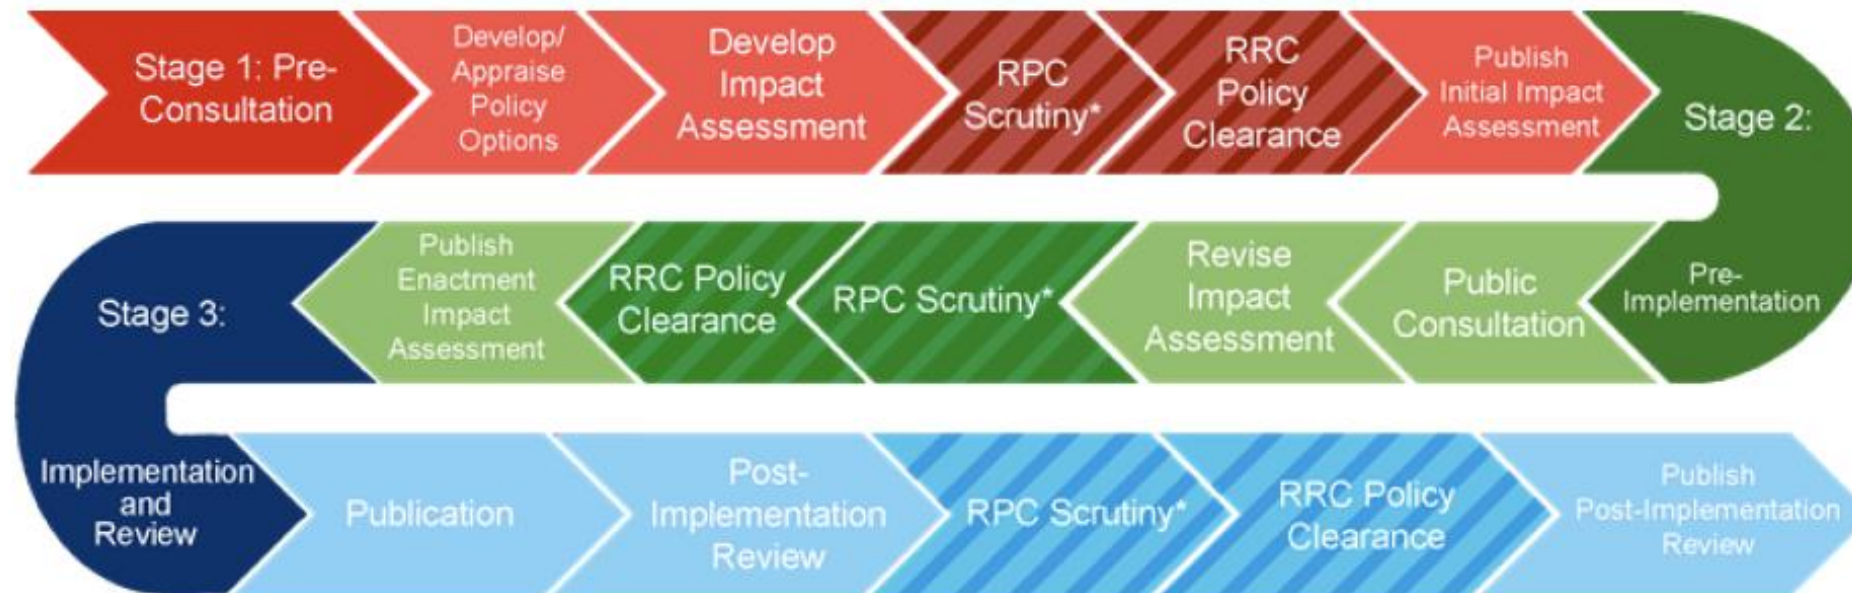 Stage 1: Pre-
Consultation
Develop/
Appraise
Policy
Options
Develop
Impact
Assessment
RPC
Scrutiny*
RRC
Policy
Clearance
Publish
Initial Impact
Assessment
Stage 2:
Pre-
Implementation
Public
Consultation
Revise
Impact
Assessment
RPC Scrutiny*
RRC Policy
Clearance
Publish
Enactment
Impact
Assessment
Stage 3:
Implementation
and
Review
Publication
Post-
Implementation
Review
RPC Scrutiny*
RRC Policy
Clearance
Publish
Post-Implementation
Review